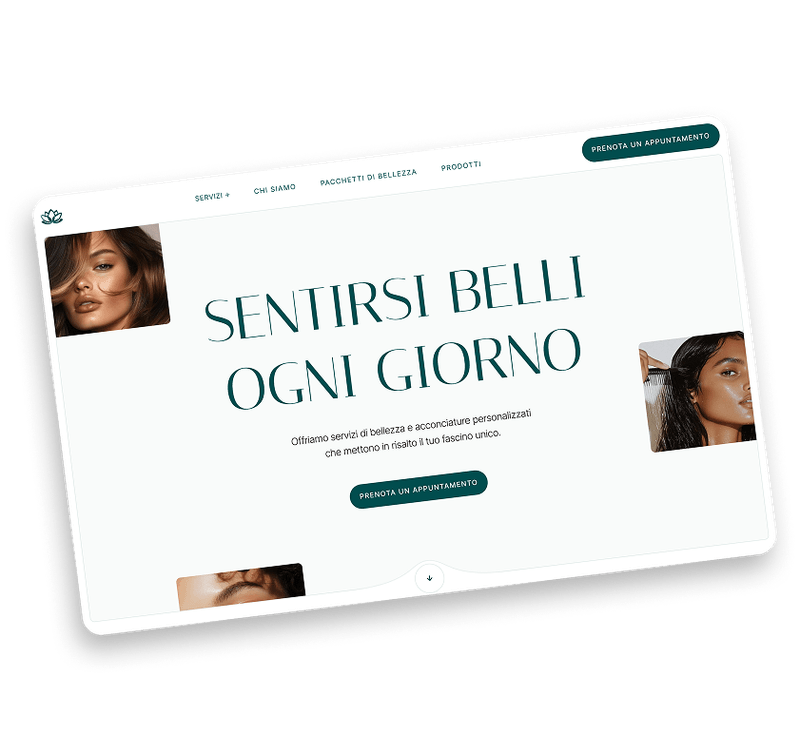 SERVIZI +
CHI SIAMO
PACCHETTI DI BELLEZZA
PRODOTTI
PRENOTA UN APPUNTAMENTO
SENTIRSI BELLI
OGNI GIORNO
Offriamo servizi di bellezza e acconciature personalizzati
che mettono in risalto il tuo fascino unico.
PRENOTA UN APPUNTAMENTO